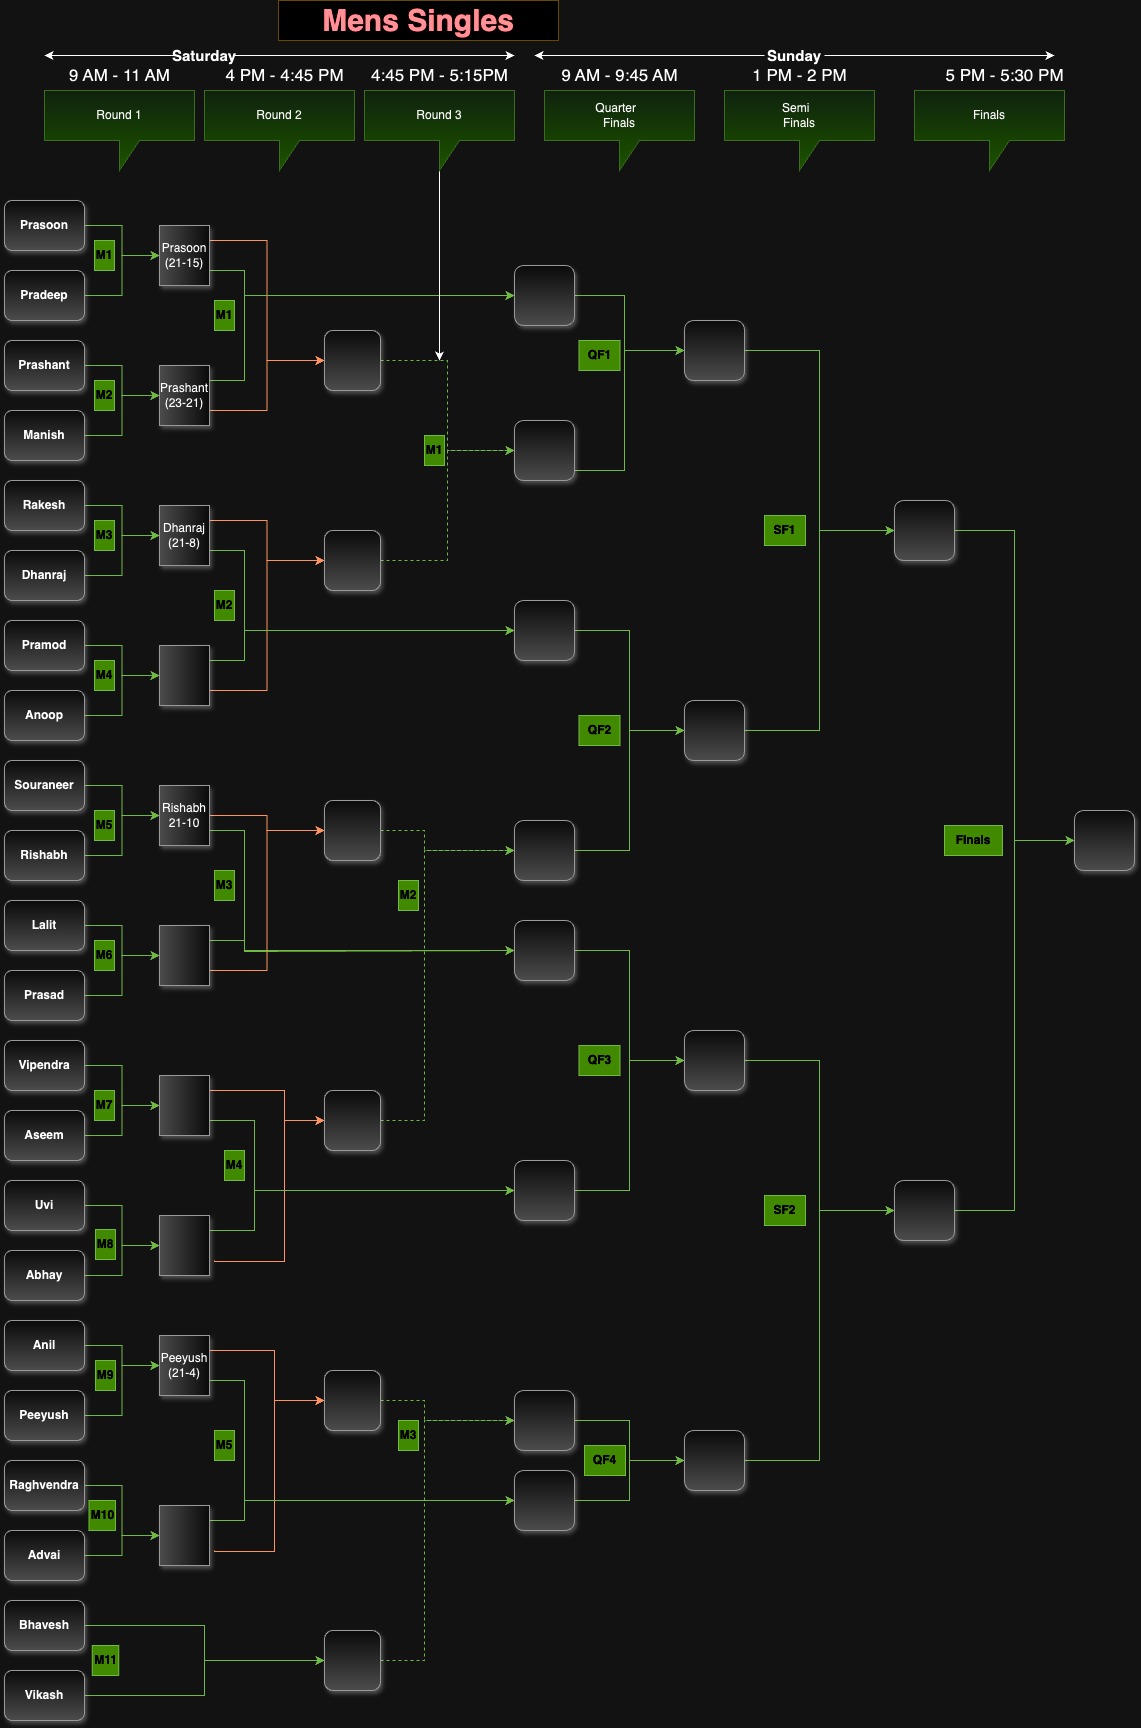 Mens Singles
Saturday
Sunday
9 AM - 11 AM
4 PM - 4:45 PM
4:45 PM - 5:15PM
9 AM - 9:45 AM
1 PM - 2 PM
5 PM - 5:30 PM
Round 1
Round 2
Round 3
Quarter
Finals
Semi
Finals
Finals
Prasoon
M1
Pradeep
Prasoon
(21-15)
M1
Prashant
M2
Manish
Prashant
(23-21)
QF1
M1
Rakesh
M3
Dhanraj
Dhanraj
(21-8)
SF1
M2
Pramod
M4
Anoop
QF2
Souraneer
M5
Rishabh
Rishabh
21-10
FInals
M3
M2
Lalit
M6
Prasad
Vipendra
M7
Aseem
QF3
M4
Uvi
M8
Abhay
SF2
Anil
M9
Peeyush
Peeyush
(21-4)
M5
M3
QF4
Raghvendra
M10
Advai
Bhavesh
M11
Vikash